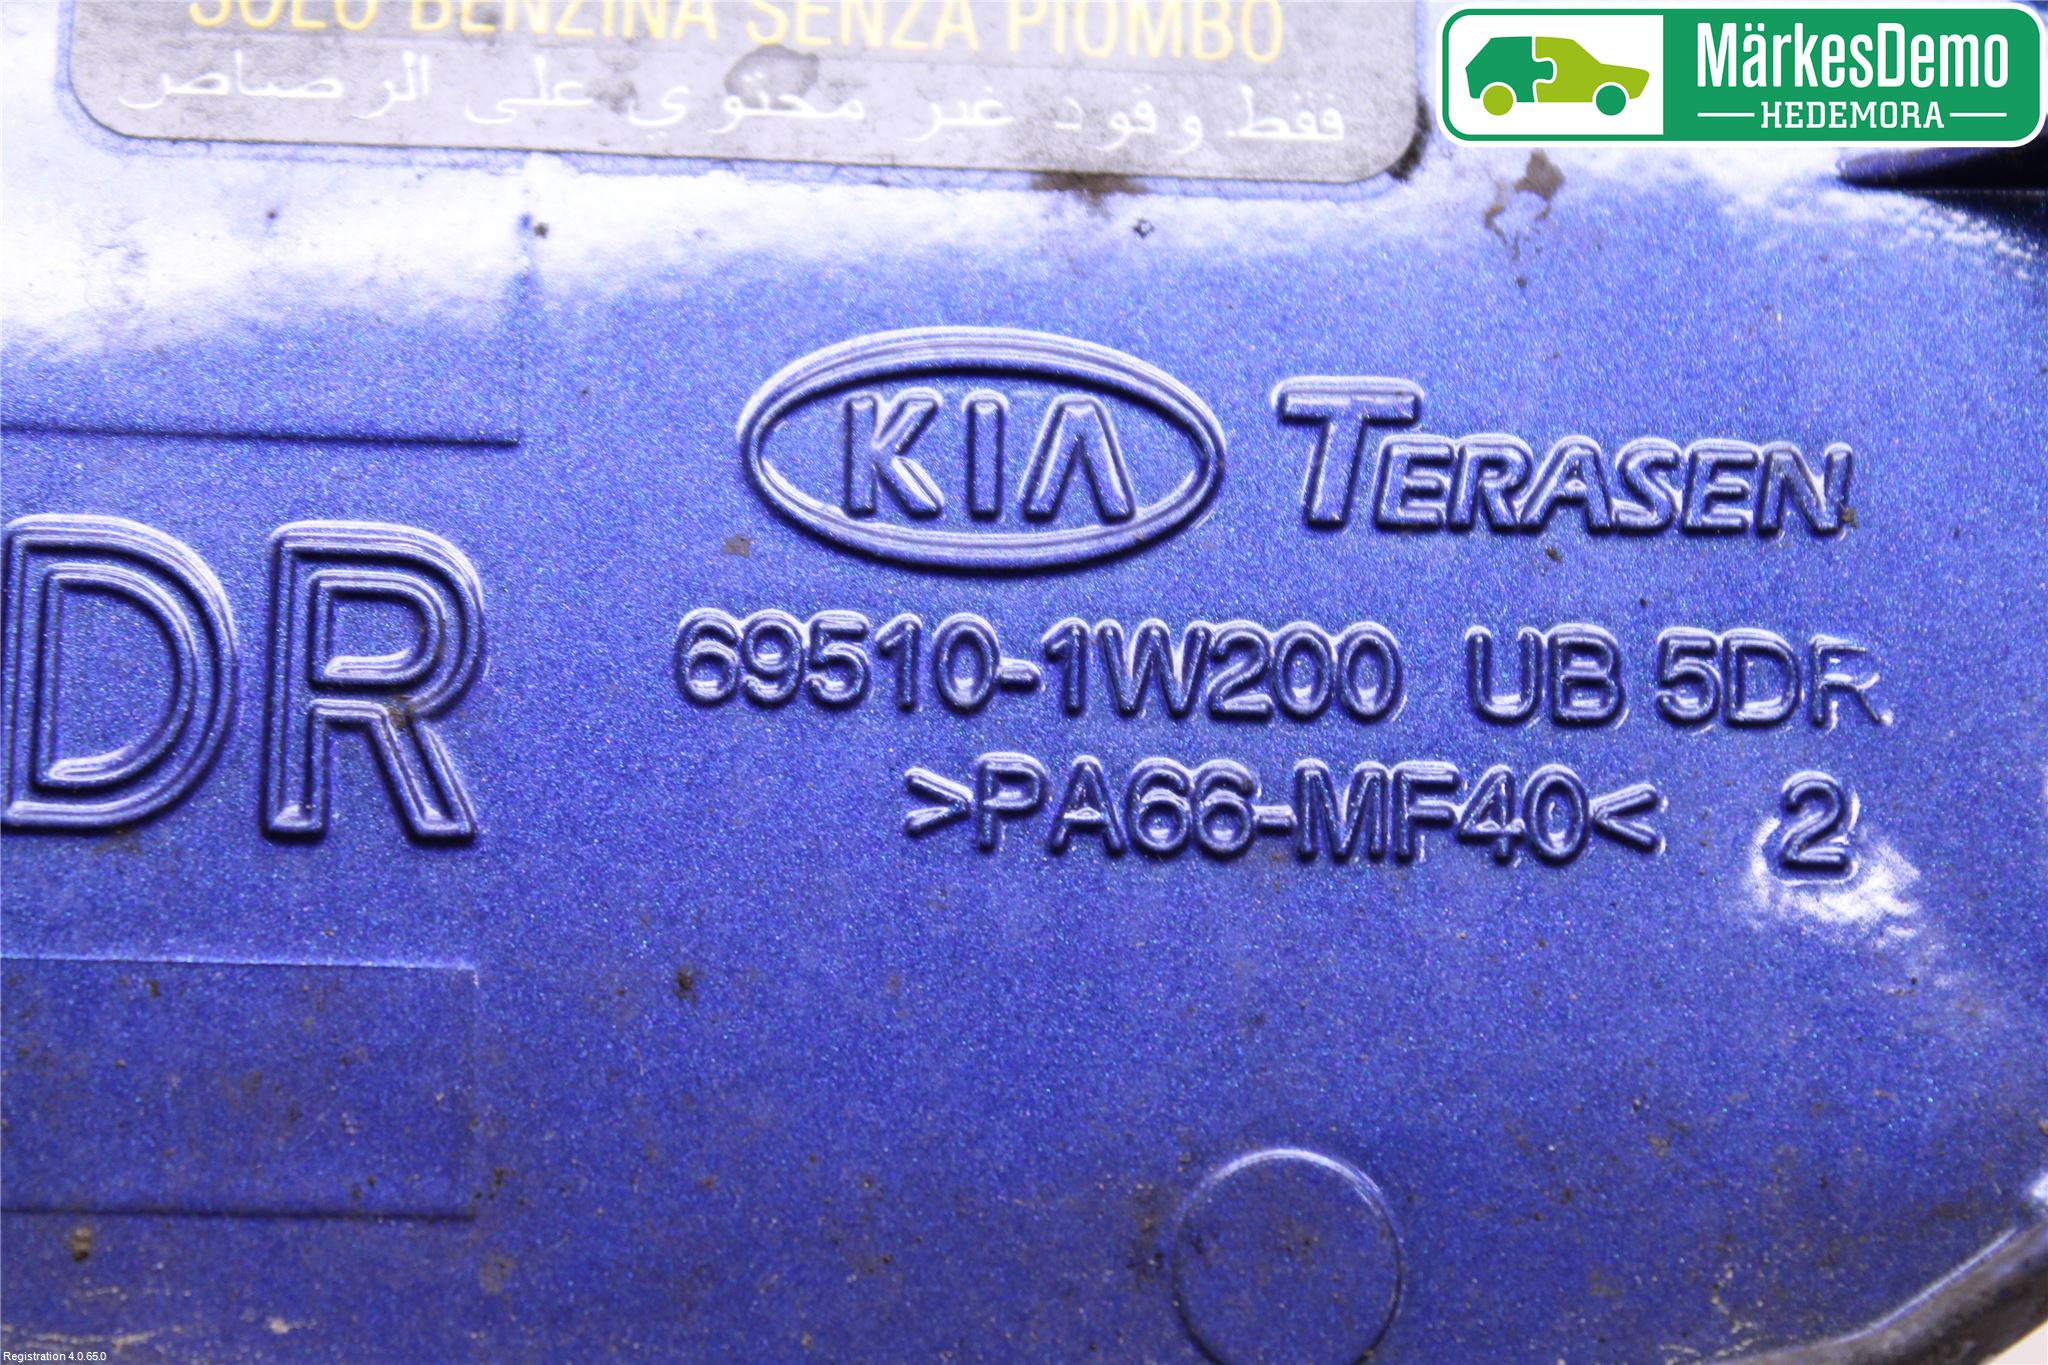 SOLO BENZINA SENZA PIOMBO
فقط وقود غير محتوي على الرصاص
MärkesDemo
HEDEMORA
KIA TERASEN
DR
69510-1W200 UB 5DR
>PA66-MF40< 2
Registration 4.0.65.0